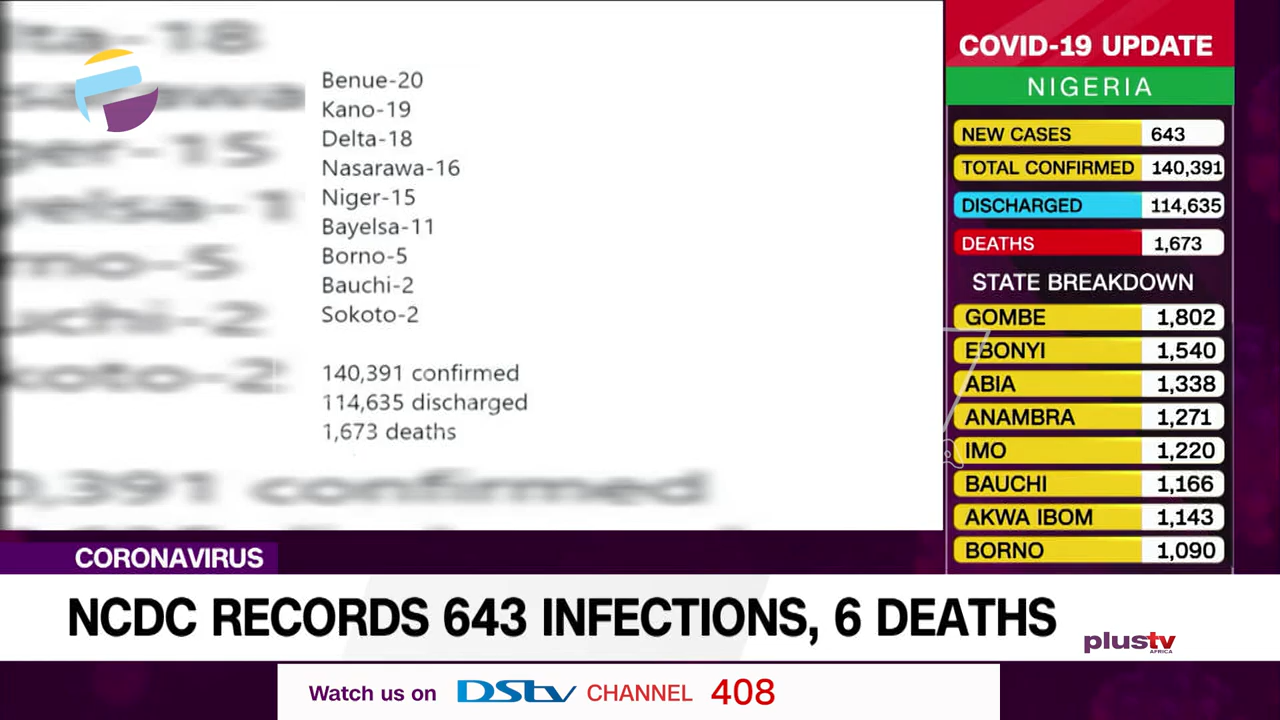 Benue-20
Kano-19
Delta-18
Nasarawa-16
Niger-15
Bayelsa-11
Borno-5
Bauchi-2
Sokoto-2
140,391 confirmed
114,635 discharged
1,673 deaths
COVID-19 UPDATE
NIGERIA
NEW CASES 643
TOTAL CONFIRMED 140,391
DISCHARGED 114,635
DEATHS 1,673
STATE BREAKDOWN
GOMBE 1,802
EBONYI 1,540
ABIA 1,338
ANAMBRA 1,271
IMO 1,220
BAUCHI 1,166
AKWA IBOM 1,143
BORNO 1,090
CORONAVIRUS
NCDC RECORDS 643 INFECTIONS, 6 DEATHS
plustv
AFRICA
Watch us on DStv CHANNEL 408